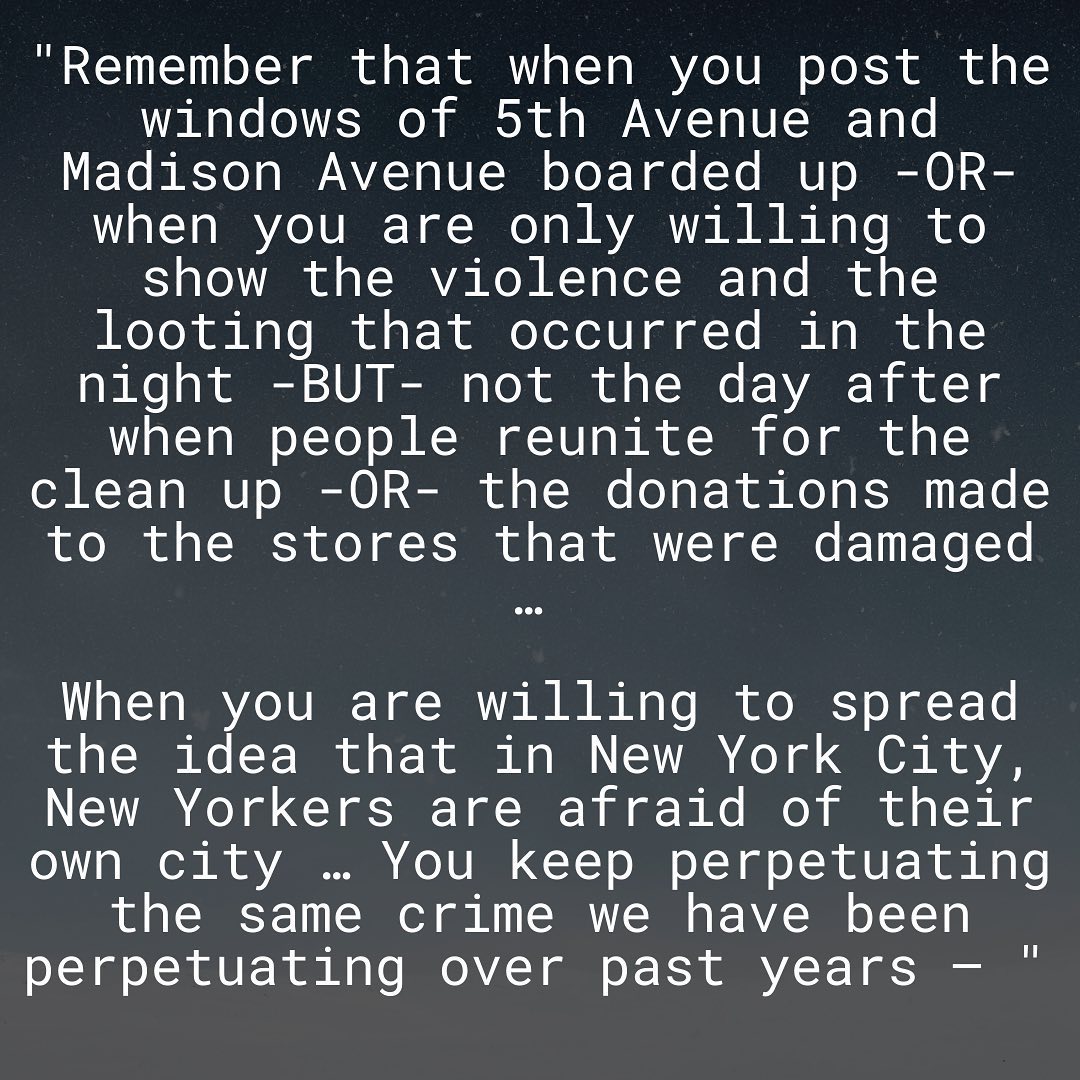 "Remember that when you post the
windows of 5th Avenue and
Madison Avenue boarded up -OR-
when you are only willing to
show the violence and the
looting that occurred in the
night -BUT- not the day after
when people reunite for the
clean up -OR- the donations made
to the stores that were damaged
…
When you are willing to spread
the idea that in New York City,
New Yorkers are afraid of their
own city … You keep perpetuating
the same crime we have been
perpetuating over past years — "